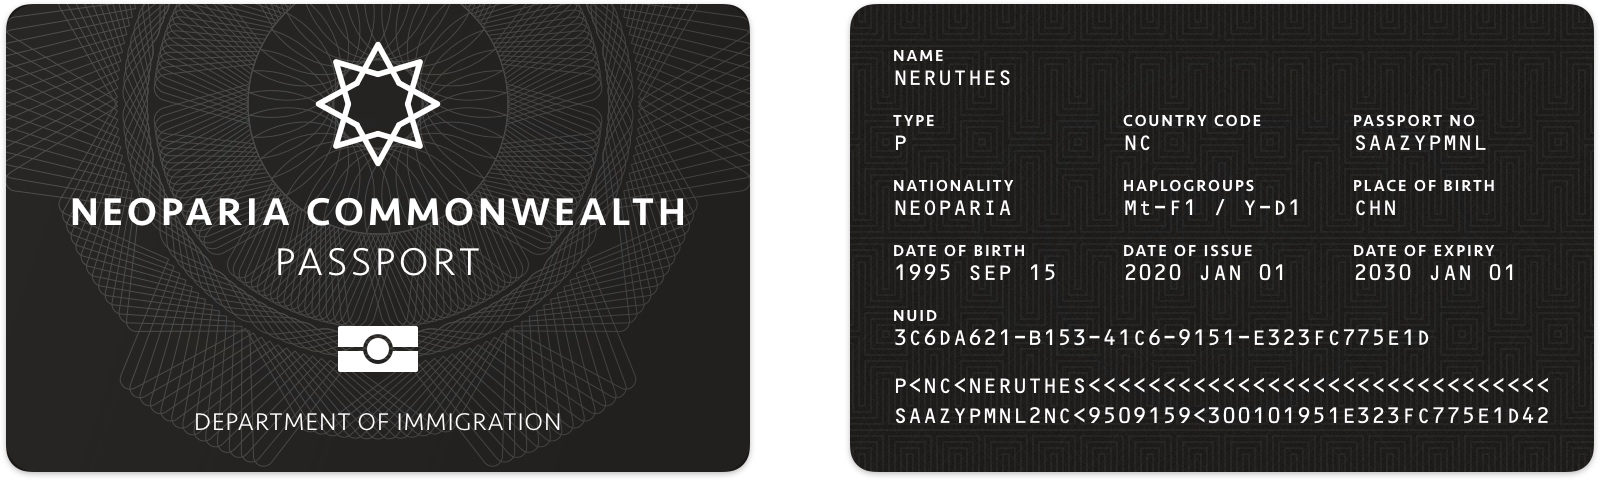 NEOPARIA COMMONWEALTH
PASSPORT
DEPARTMENT OF IMMIGRATION
NAME
NERUTHES
TYPE COUNTRY CODE PASSPORT NO
P NC SAAZYPMNL
NATIONALITY HAPLOGROUPS PLACE OF BIRTH
NEOPARIA Mt-F1 / Y-D1 CHN
DATE OF BIRTH DATE OF ISSUE DATE OF EXPIRY
1995 SEP 15 2020 JAN 01 2030 JAN 01
NUID
3C6DA621-B153-41C6-9151-E323FC775E1D
P<NC<NERUTHES<<<<<<<<<<<<<<<<<<<<<<<<<<<<<<<
SAAZYPMNL2NC<9509159<300101951E323FC775E1D42